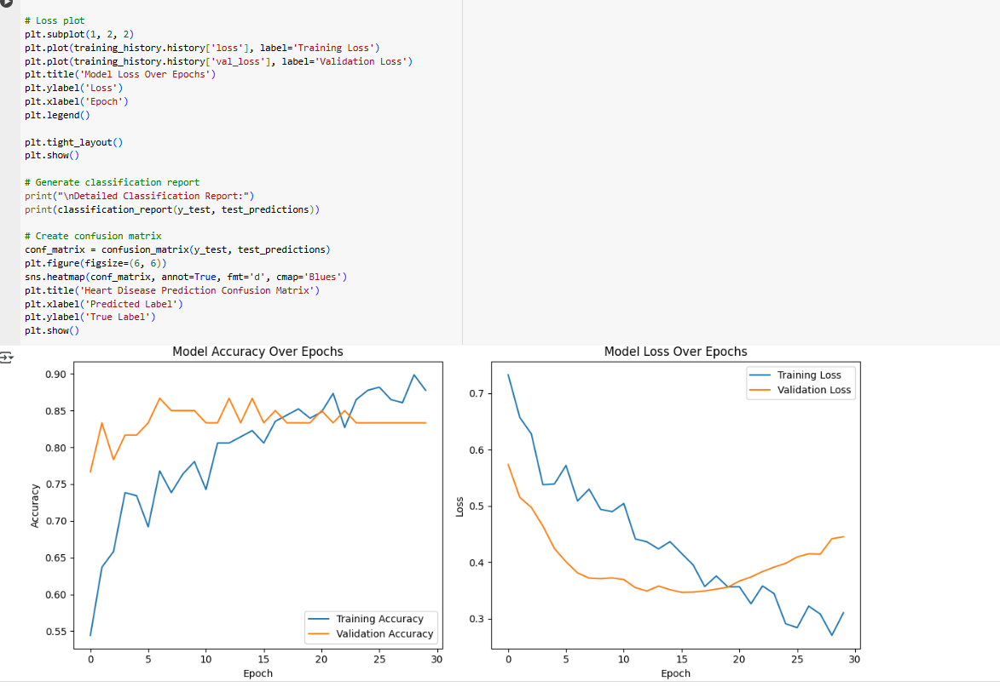 # Loss plot
plt.subplot(1, 2, 2)
plt.plot(training_history.history['loss'], label='Training Loss')
plt.plot(training_history.history['val_loss'], label='Validation Loss')
plt.title('Model Loss Over Epochs')
plt.ylabel('Loss')
plt.xlabel('Epoch')
plt.legend()
plt.tight_layout()
plt.show()
# Generate classification report
print("\nDetailed Classification Report:")
print(classification_report(y_test, test_predictions))
# Create confusion matrix
conf_matrix = confusion_matrix(y_test, test_predictions)
plt.figure(figsize=(6, 6))
sns.heatmap(conf_matrix, annot=True, fmt='d', cmap='Blues')
plt.title('Heart Disease Prediction Confusion Matrix')
plt.xlabel('Predicted Label')
plt.ylabel('True Label')
plt.show()
Model Accuracy Over Epochs
0.90
0.85
0.80
0.75
0.70
0.65
0.60
0.55
Accuracy
Training Accuracy
Validation Accuracy
0 5 10 15 20 25 30
Epoch
Model Loss Over Epochs
Training Loss
Validation Loss
0.7
0.6
0.5
0.4
0.3
Loss
0 5 10 15 20 25 30
Epoch